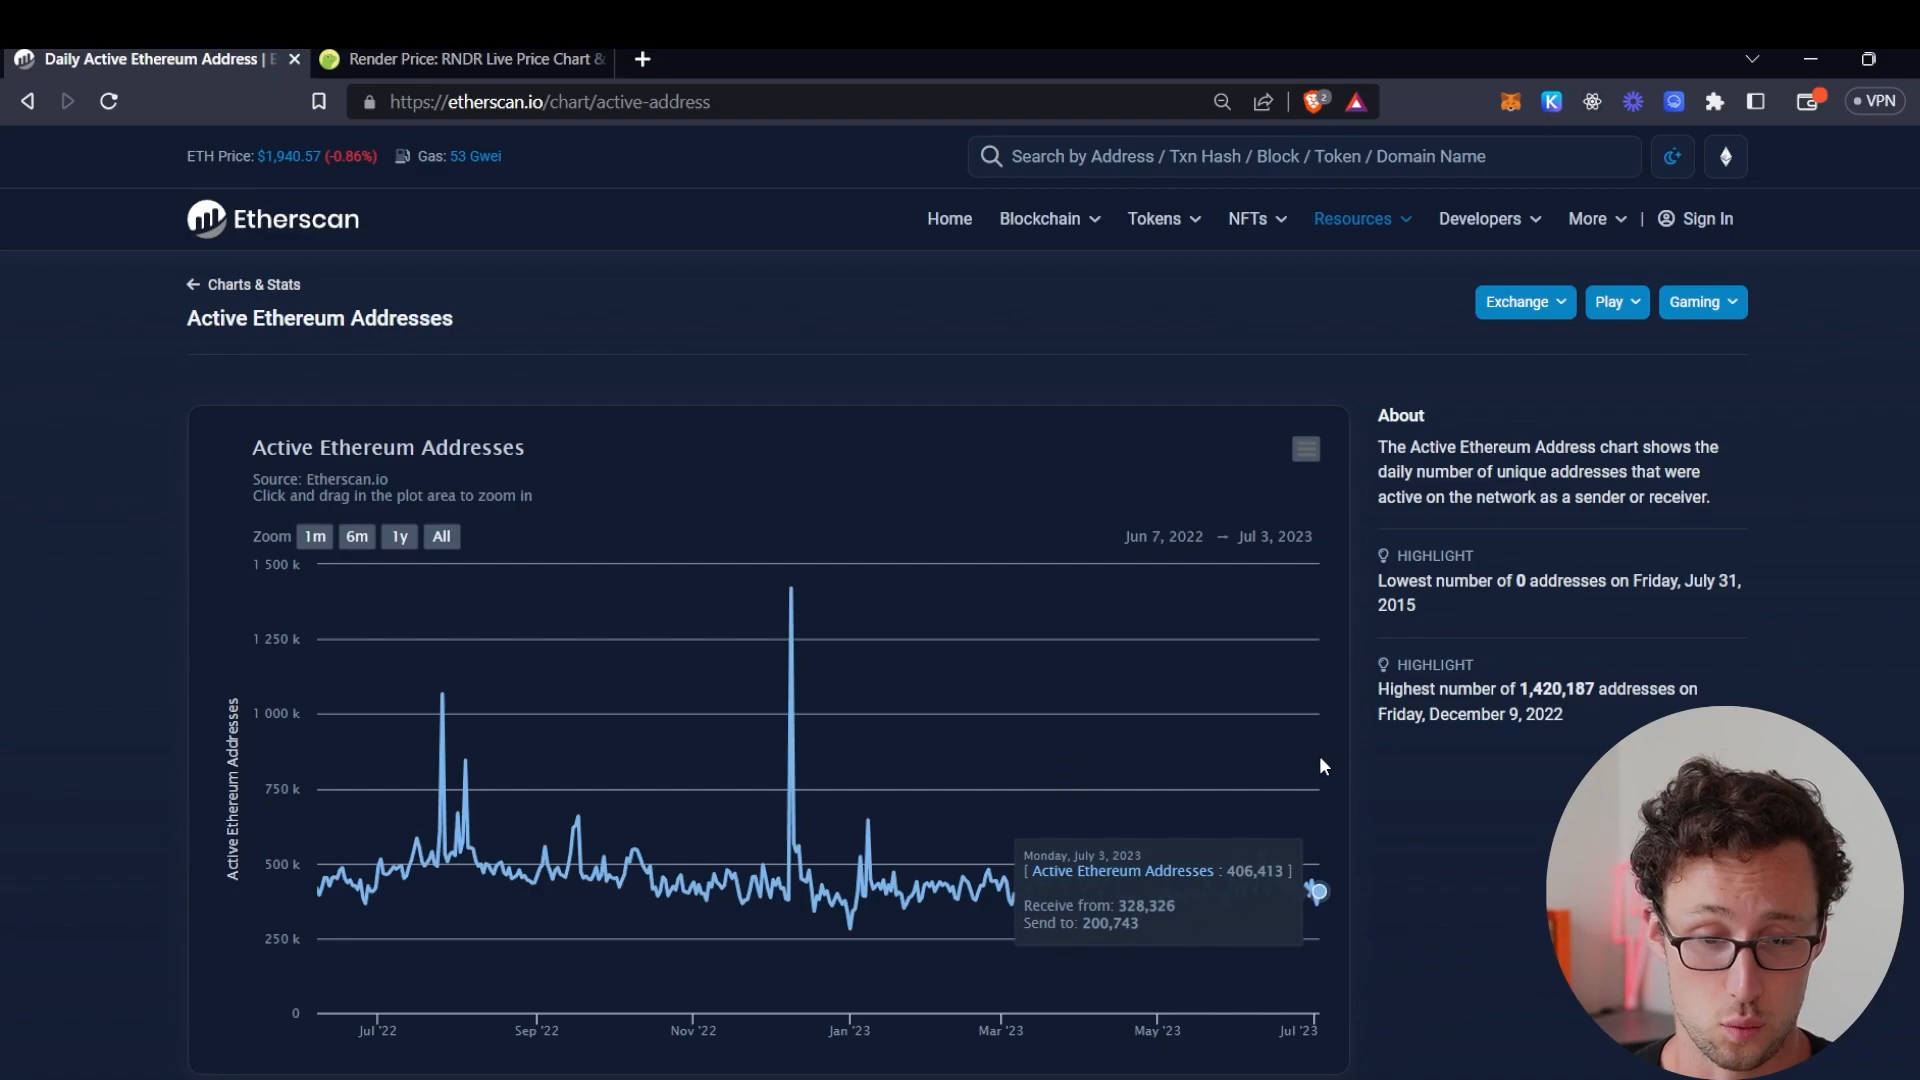 Daily Active Ethereum Address |
Render Price: RNDR Live Price Chart &
https://etherscan.io/chart/active-address
2
K
VPN
ETH Price: $1,940.57 (-0.86%) Gas: 53 Gwei
Search by Address / Txn Hash / Block / Token / Domain Name
Etherscan
Home Blockchain Tokens NFTs Resources Developers More | Sign In
Charts & Stats
Active Ethereum Addresses
Exchange Play Gaming
Active Ethereum Addresses
Source: Etherscan.io
Click and drag in the plot area to zoom in
Zoom 1m 6m 1y All
Jun 7, 2022 → Jul 3, 2023
1 500 k
1 250 k
1 000 k
750 k
500 k
250 k
0
Active Ethereum Addresses
Monday, July 3, 2023
[ Active Ethereum Addresses : 406,413 ]
Receive from: 328,326
Send to: 200,743
Jul '22 Sep '22 Nov '22 Jan '23 Mar '23 May '23 Jul '23
About
The Active Ethereum Address chart shows the
daily number of unique addresses that were
active on the network as a sender or receiver.
HIGHLIGHT
Lowest number of 0 addresses on Friday, July 31,
2015
HIGHLIGHT
Highest number of 1,420,187 addresses on
Friday, December 9, 2022